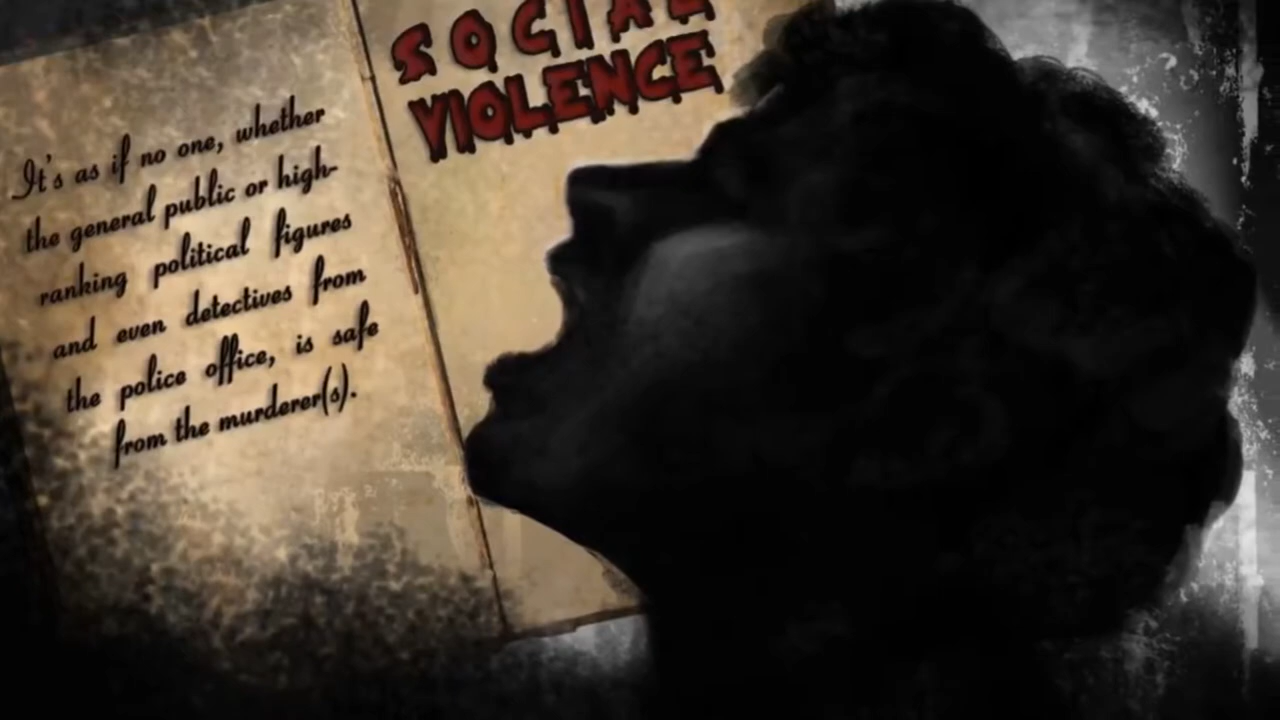 It's as if no one, whether
the general public or high-
ranking political figures
and even detectives from
the police office, is safe
from the murderer(s).
SOCIAL
VIOLENCE